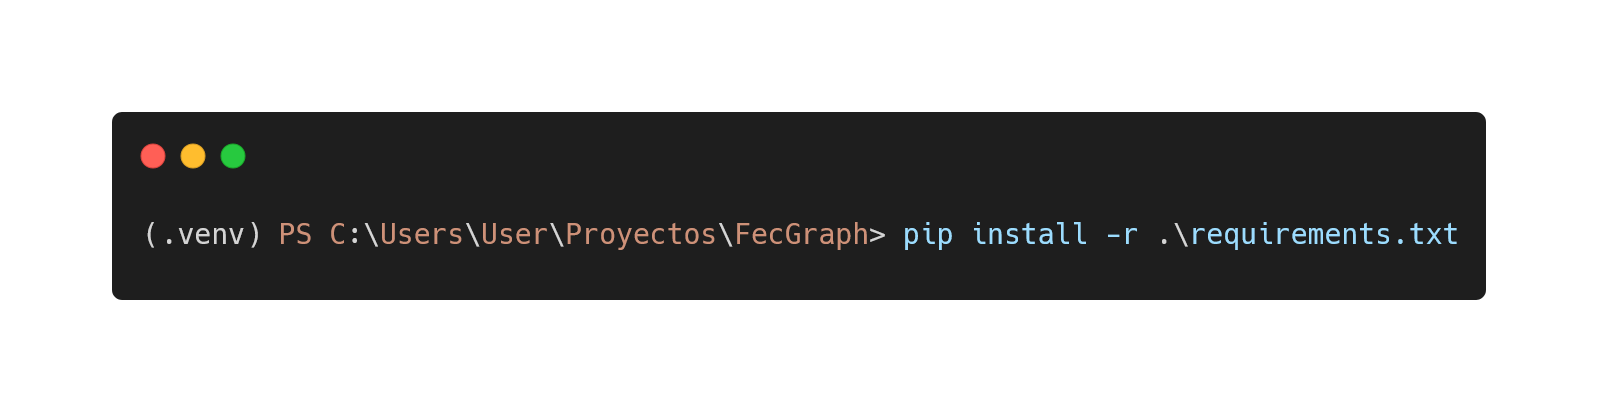 (.venv) PS C:\Users\User\Proyectos\FecGraph> pip install -r .\requirements.txt